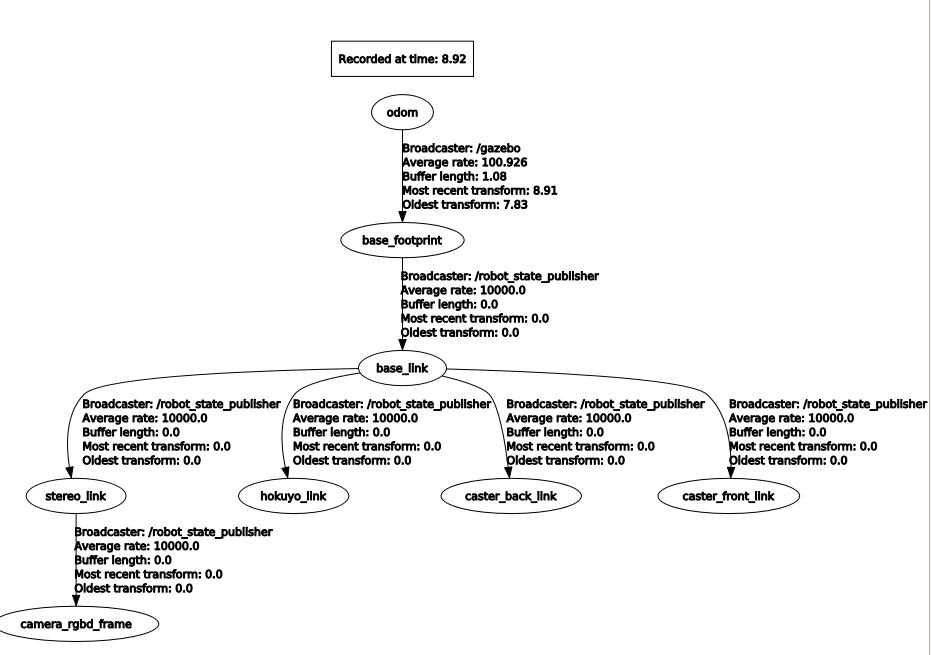 Recorded at time: 8.92
odom
Broadcaster: /gazebo
Average rate: 100.926
Buffer length: 1.08
Most recent transform: 8.91
Oldest transform: 7.83
base_footprint
Broadcaster: /robot_state_publisher
Average rate: 10000.0
Buffer length: 0.0
Most recent transform: 0.0
Oldest transform: 0.0
base_link
Broadcaster: /robot_state_publisher
Average rate: 10000.0
Buffer length: 0.0
Most recent transform: 0.0
Oldest transform: 0.0
Broadcaster: /robot_state_publisher
Average rate: 10000.0
Buffer length: 0.0
Most recent transform: 0.0
Oldest transform: 0.0
Broadcaster: /robot_state_publisher
Average rate: 10000.0
Buffer length: 0.0
Most recent transform: 0.0
Oldest transform: 0.0
Broadcaster: /robot_state_publisher
Average rate: 10000.0
Buffer length: 0.0
Most recent transform: 0.0
Oldest transform: 0.0
stereo_link
hokuyo_link
caster_back_link
caster_front_link
Broadcaster: /robot_state_publisher
Average rate: 10000.0
Buffer length: 0.0
Most recent transform: 0.0
Oldest transform: 0.0
camera_rgbd_frame